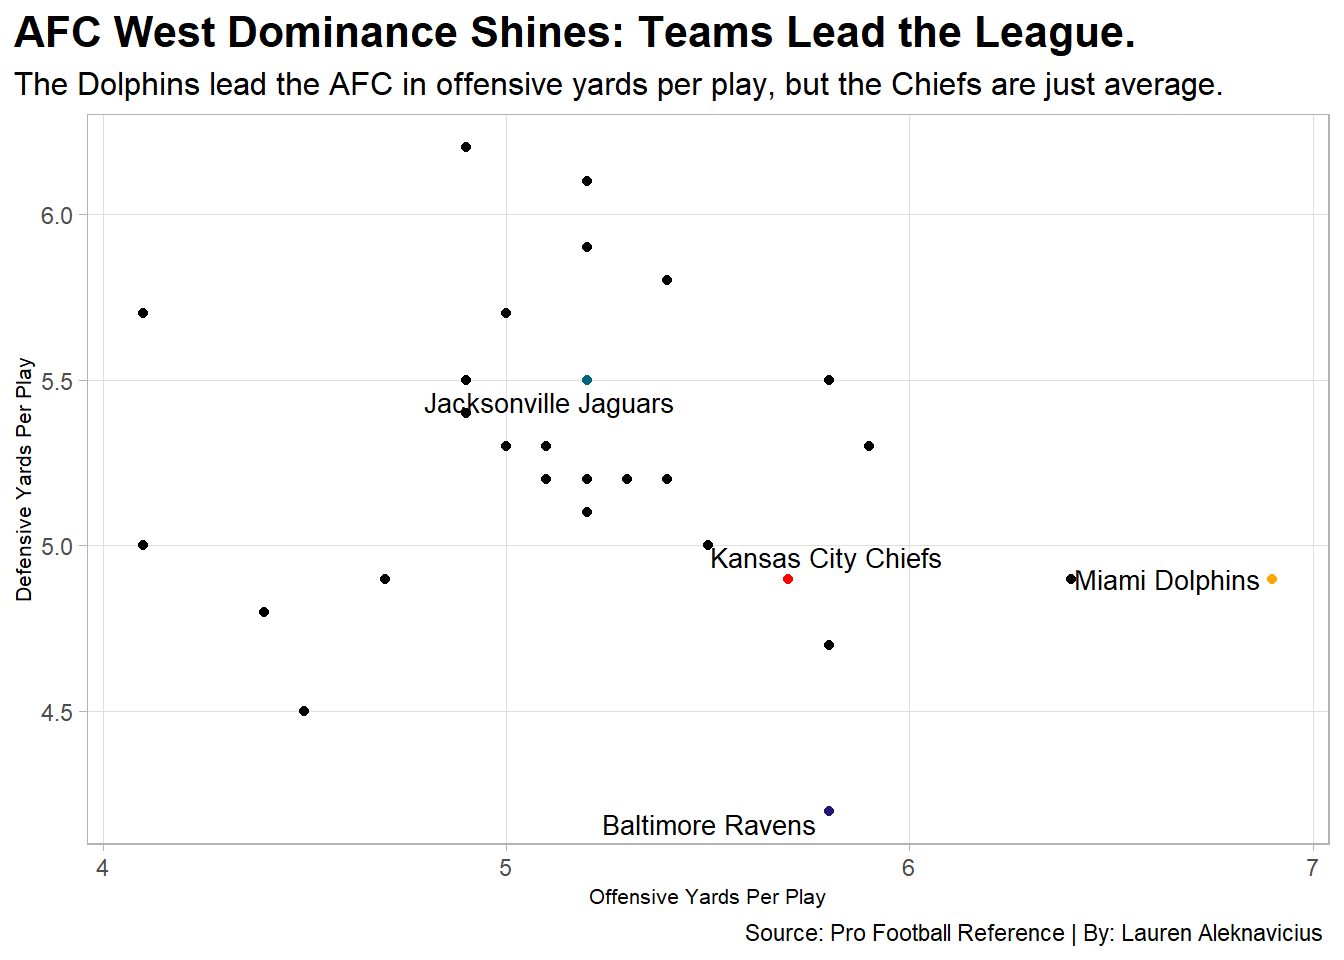 AFC West Dominance Shines: Teams Lead the League.
The Dolphins lead the AFC in offensive yards per play, but the Chiefs are just average.
Defensive Yards Per Play
6.0
5.5
5.0
4.5
Jacksonville Jaguars
Kansas City Chiefs
Miami Dolphins
Baltimore Ravens
4
5
6
7
Offensive Yards Per Play
Source: Pro Football Reference | By: Lauren Aleknavicius